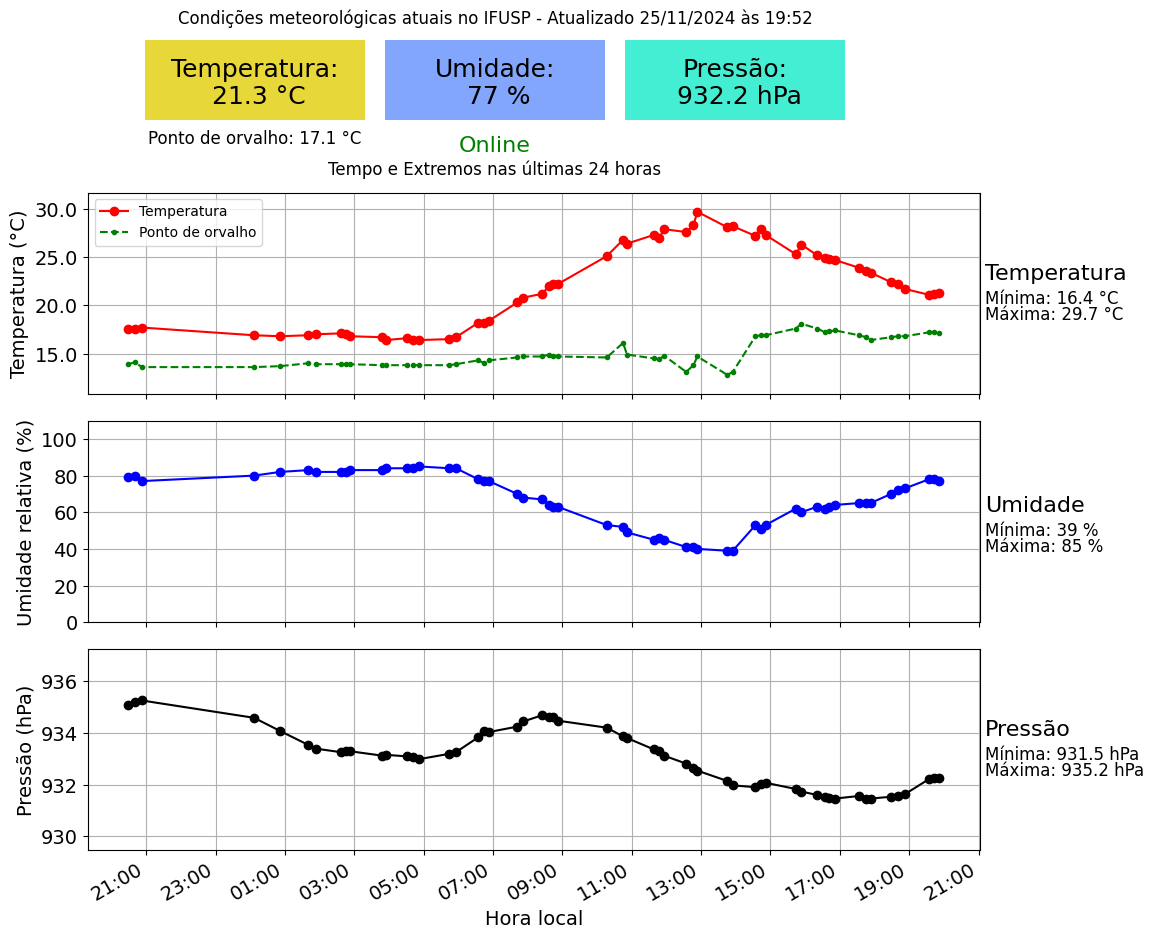 Condições meteorológicas atuais no IFUSP - Atualizado 25/11/2024 às 19:52
Temperatura:
21.3 °C
Umidade:
77 %
Pressão:
932.2 hPa
Ponto de orvalho: 17.1 °C
Online
Tempo e Extremos nas últimas 24 horas
Temperatura (°C)
30.0
25.0
20.0
15.0
Temperatura
Ponto de orvalho
Temperatura
Mínima: 16.4 °C
Máxima: 29.7 °C
Umidade relativa (%)
100
80
60
40
20
0
Umidade
Mínima: 39 %
Máxima: 85 %
Pressão (hPa)
936
934
932
930
Pressão
Mínima: 931.5 hPa
Máxima: 935.2 hPa
21:00 23:00 01:00 03:00 05:00 07:00 09:00 11:00 13:00 15:00 17:00 19:00 21:00
Hora local